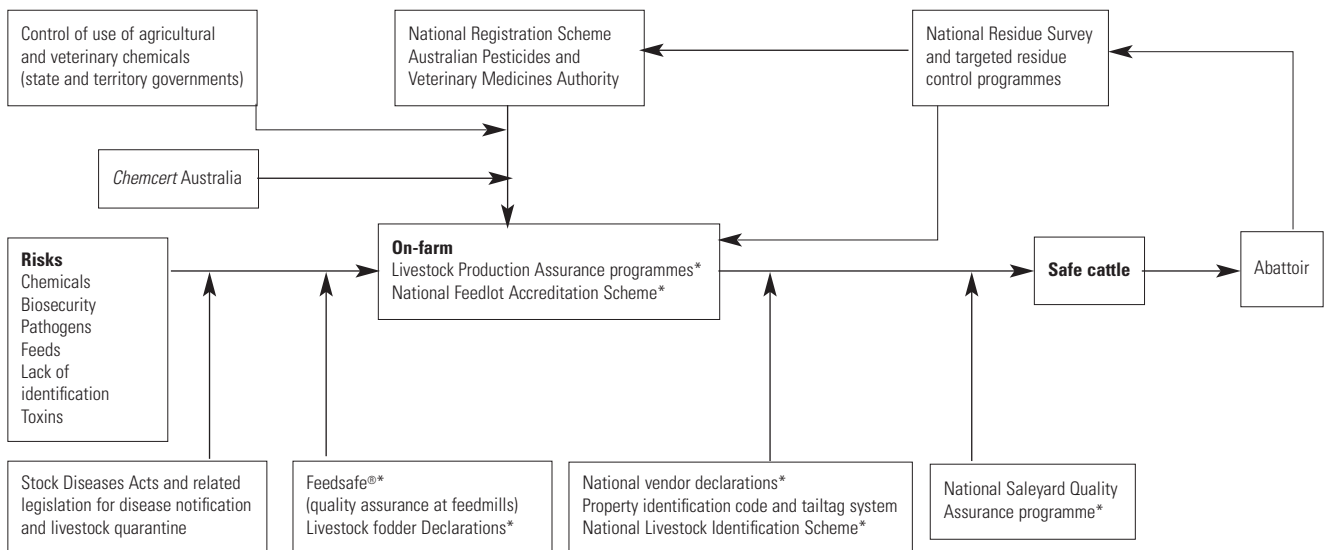 Control of use of agricultural
and veterinary chemicals
(state and territory governments)
National Registration Scheme
Australian Pesticides and
Veterinary Medicines Authority
National Residue Survey
and targeted residue
control programmes
Chemcert Australia
Risks
Chemicals
Biosecurity
Pathogens
Feeds
Lack of
identification
Toxins
On-farm
Livestock Production Assurance programmes*
National Feedlot Accreditation Scheme*
Safe cattle
Abattoir
Stock Diseases Acts and related
legislation for disease notification
and livestock quarantine
Feedsafe®*
(quality assurance at feedmills)
Livestock fodder Declarations*
National vendor declarations*
Property identification code and tailtag system
National Livestock Identification Scheme*
National Saleyard Quality
Assurance programme*